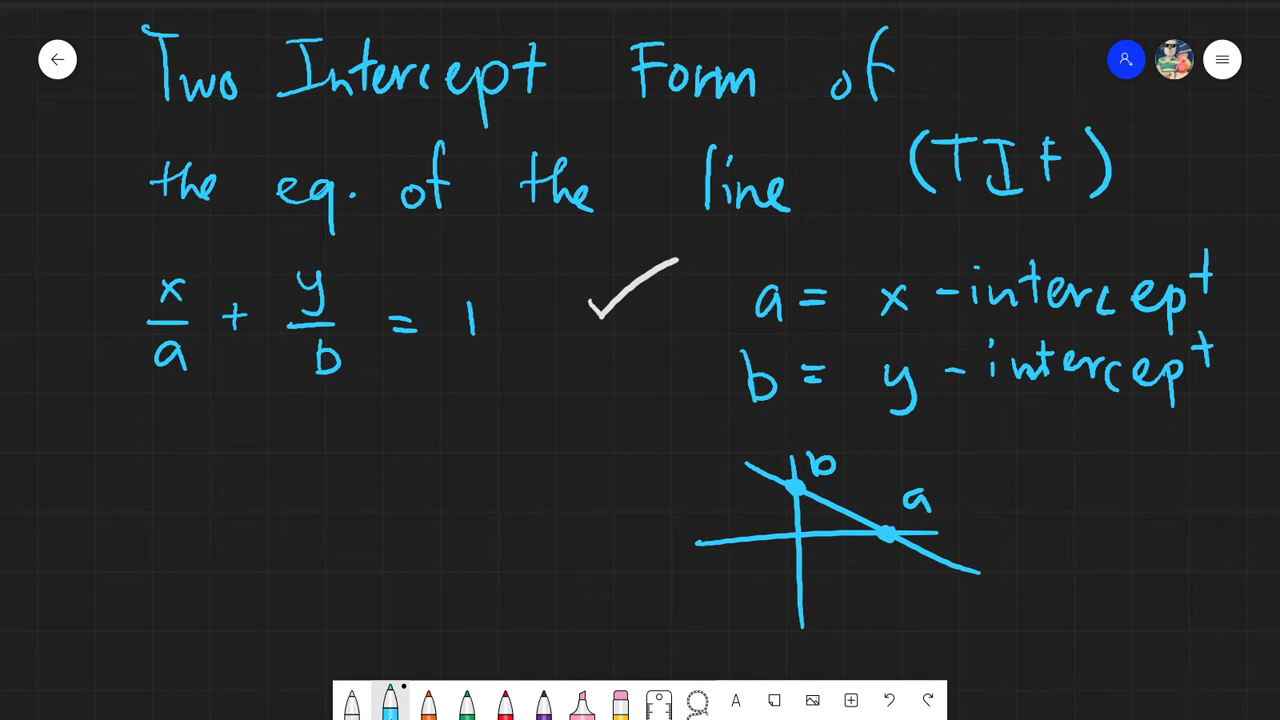 Two Intercept Form of
the eq. of the line (TIF)
x/a + y/b = 1
a = x - intercept
b = y - intercept
b
a
A